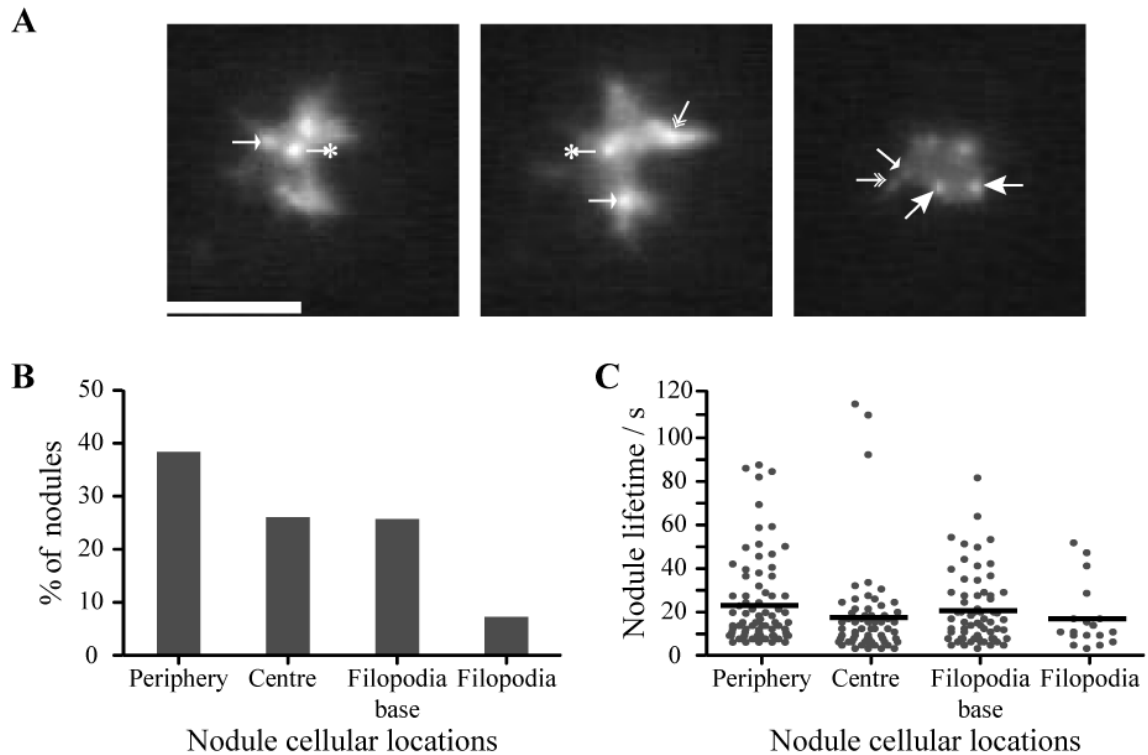 A
B
50
40
30
20
10
0
% of nodules
Periphery
Centre
Filopodia
base
Filopodia
Nodule cellular locations
C
120
100
80
60
40
20
0
Nodule lifetime / s
Periphery
Centre
Filopodia
base
Filopodia
Nodule cellular locations